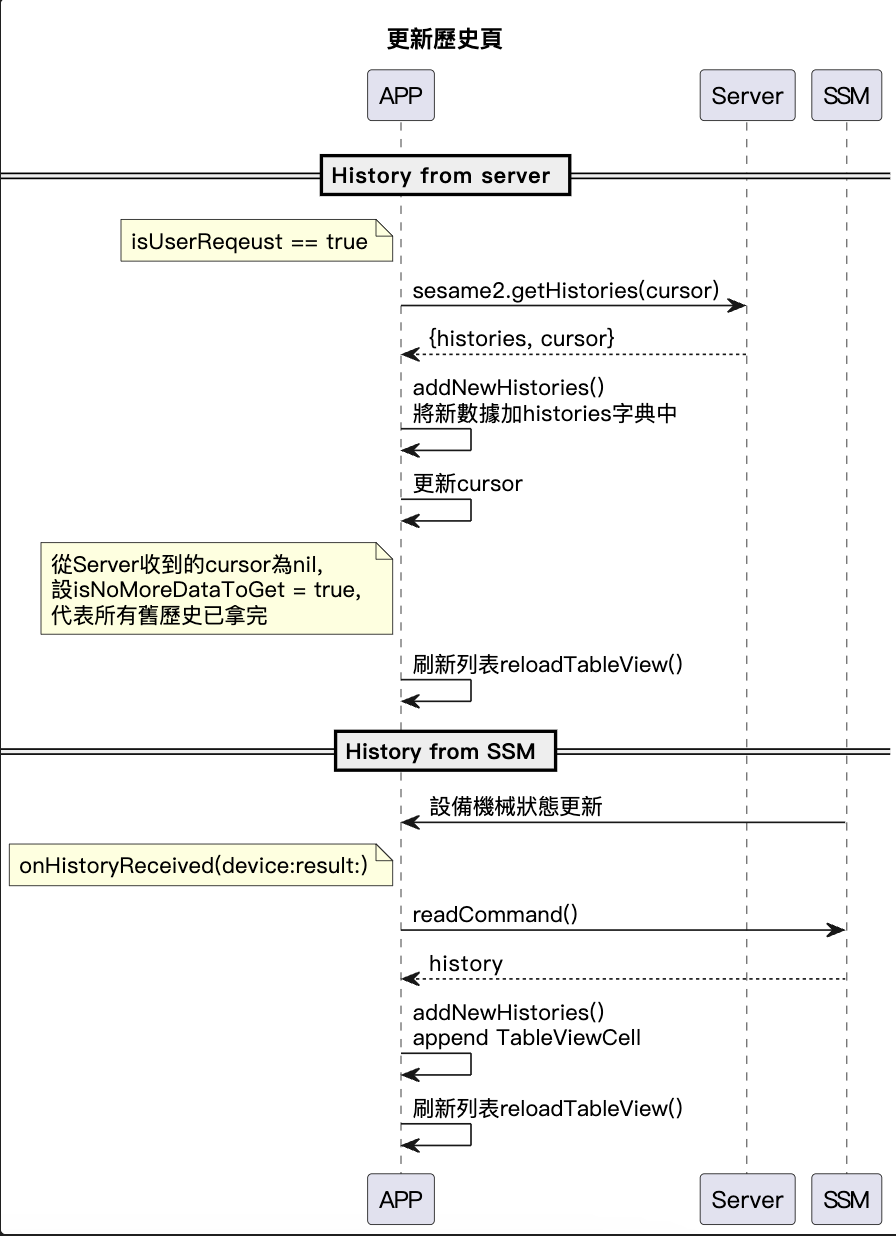 更新歷史頁
APP
Server
SSM
History from server
isUserReqeust == true
sesame2.getHistories(cursor)
{histories, cursor}
addNewHistories()
將新數據加histories字典中
更新cursor
從Server收到的cursor為nil,
設isNoMoreDataToGet = true,
代表所有舊歷史已拿完
刷新列表reloadTableView()
History from SSM
設備機械狀態更新
onHistoryReceived(device:result:)
readCommand()
history
addNewHistories()
append TableViewCell
刷新列表reloadTableView()
APP
Server
SSM